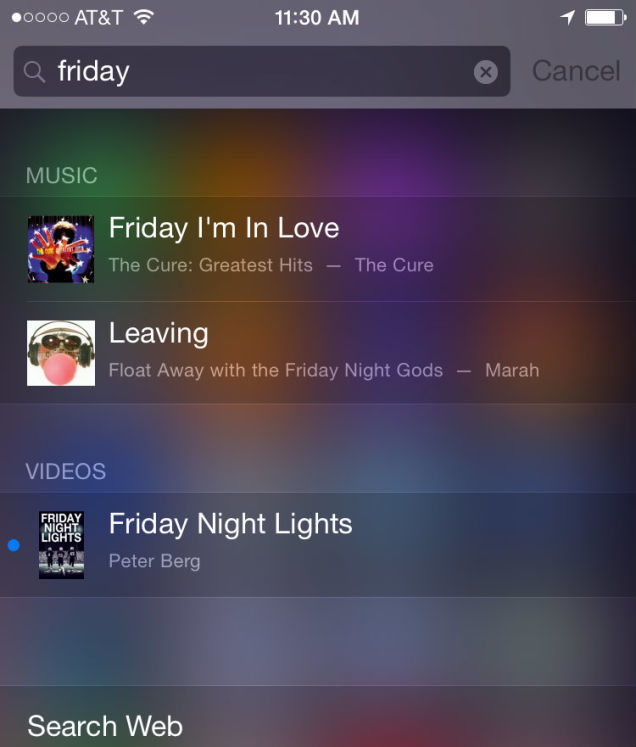 AT&T 11:30 AM
friday Cancel
MUSIC
Friday I'm In Love
The Cure: Greatest Hits — The Cure
Leaving
Float Away with the Friday Night Gods — Marah
VIDEOS
FRIDAY
NIGHT
LIGHTS
Friday Night Lights
Peter Berg
Search Web